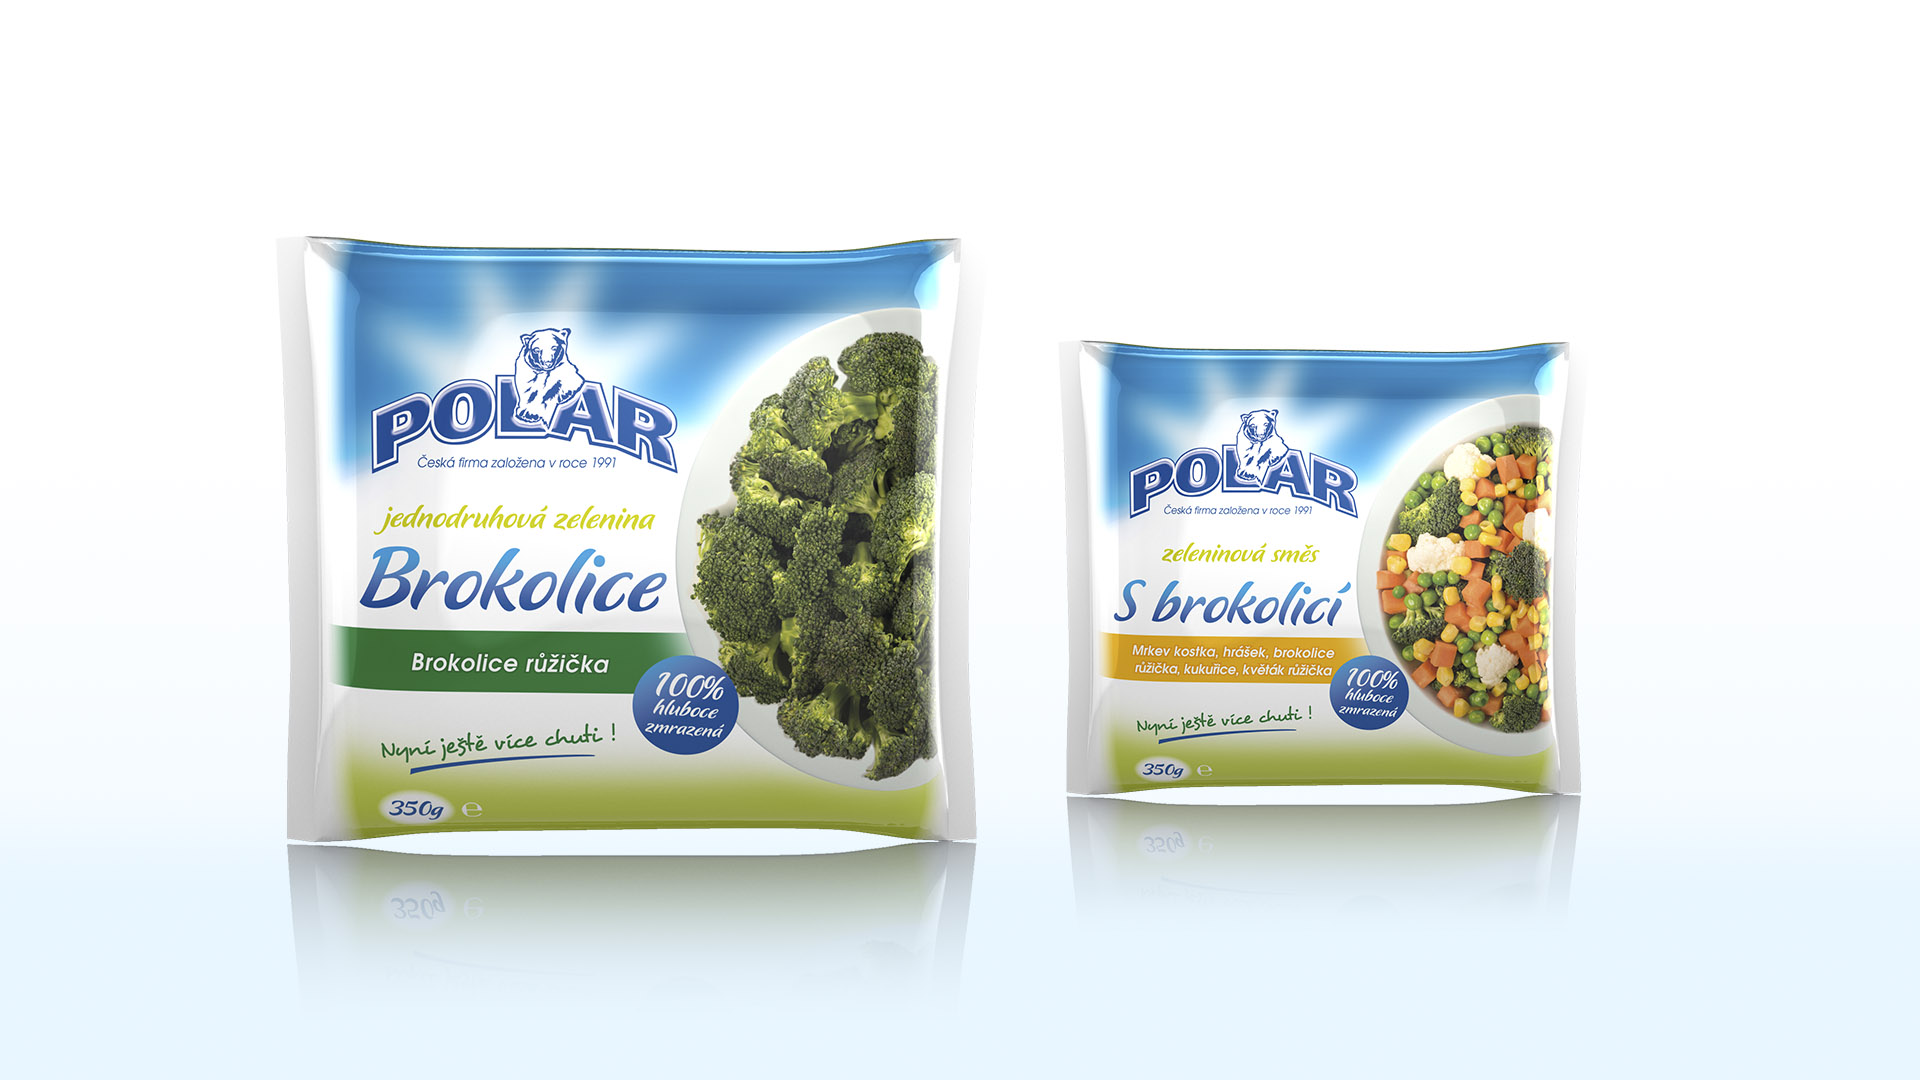 POLAR
Česká firma založena v roce 1991
jednodruhová zelenina
Brokolice
Brokolice růžička
100%
hluboce
zmrazená
Nyní ještě více chuti !
350g ℮
POLAR
Česká firma založena v roce 1991
zeleninová směs
S brokolicí
Mrkev kostka, hrášek, brokolice
růžička, kukuřice, květák růžička
100%
hluboce
zmrazená
Nyní ještě více chuti !
350g ℮